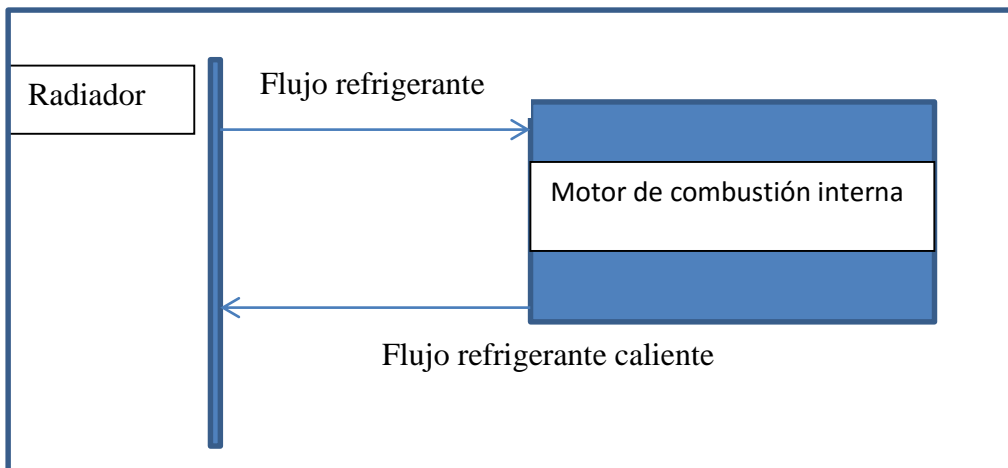 Radiador
Flujo refrigerante
Motor de combustión interna
Flujo refrigerante caliente